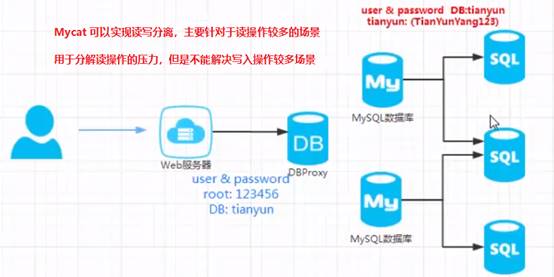 Mycat 可以实现读写分离，主要针对于读操作较多的场景
用于分解读操作的压力，但是不能解决写入操作较多场景
user & password  DB:tianyun
tianyun: (TianYunYang123)
SQL
My
MySQL数据库
DB
Web服务器
DBProxy
user & password
root: 123456
DB: tianyun
SQL
My
MySQL数据库
SQL